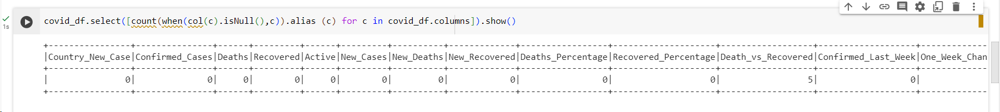 covid_df.select([count(when(col(c).isNull(),c)).alias (c) for c in covid_df.columns]).show()
1s
+---------------+---------------+------+---------+------+---------+----------+-------------+-----------------+--------------------+------------------+-------------------+-------------
|Country_New_Case|Confirmed_Cases|Deaths|Recovered|Active|New_Cases|New_Deaths|New_Recovered|Deaths_Percentage|Recovered_Percentage|Death_vs_Recovered|Confirmed_Last_Week|One_Week_Chan
+---------------+---------------+------+---------+------+---------+----------+-------------+-----------------+--------------------+------------------+-------------------+-------------
| 0| 0| 0| 0| 0| 0| 0| 0| 0| 0| 5| 0|
+---------------+---------------+------+---------+------+---------+----------+-------------+-----------------+--------------------+------------------+-------------------+-------------